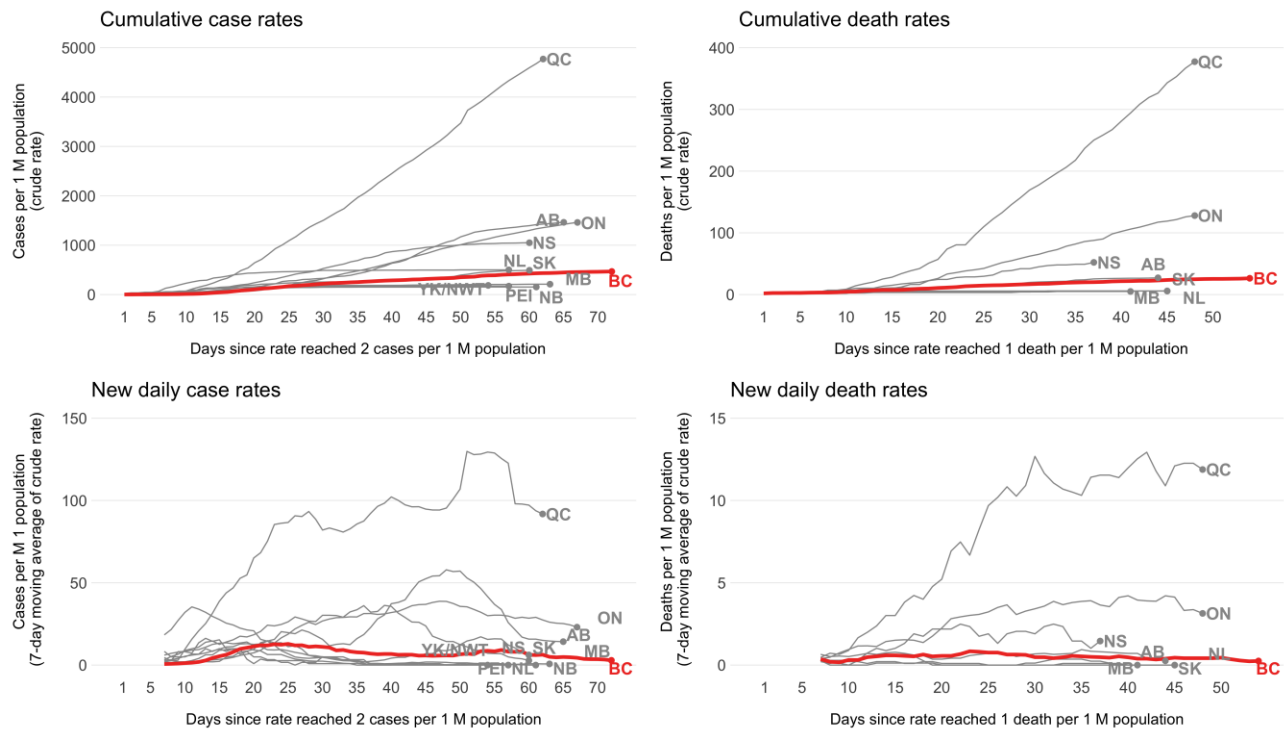 Cumulative case rates
Cases per 1 M population
(crude rate)
5000
4000
3000
2000
1000
0
QC
AB
ON
NS
NL
SK
MB
BC
YK/NWT
PEI
NB
1 5 10 15 20 25 30 35 40 45 50 55 60 65 70
Days since rate reached 2 cases per 1 M population
Cumulative death rates
Deaths per 1 M population
(crude rate)
400
300
200
100
0
QC
ON
NS
AB
SK
BC
MB
NL
1 5 10 15 20 25 30 35 40 45 50
Days since rate reached 1 death per 1 M population
New daily case rates
Cases per M 1 population
(7-day moving average of crude rate)
150
100
50
0
QC
ON
AB
YK/NWT
NS
SK
MB
PEI
NL
NB
BC
1 5 10 15 20 25 30 35 40 45 50 55 60 65 70
Days since rate reached 2 cases per 1 M population
New daily death rates
Deaths per 1 M population
(7-day moving average of crude rate)
15
10
5
0
QC
ON
NS
AB
NL
MB
SK
BC
1 5 10 15 20 25 30 35 40 45 50
Days since rate reached 1 death per 1 M population